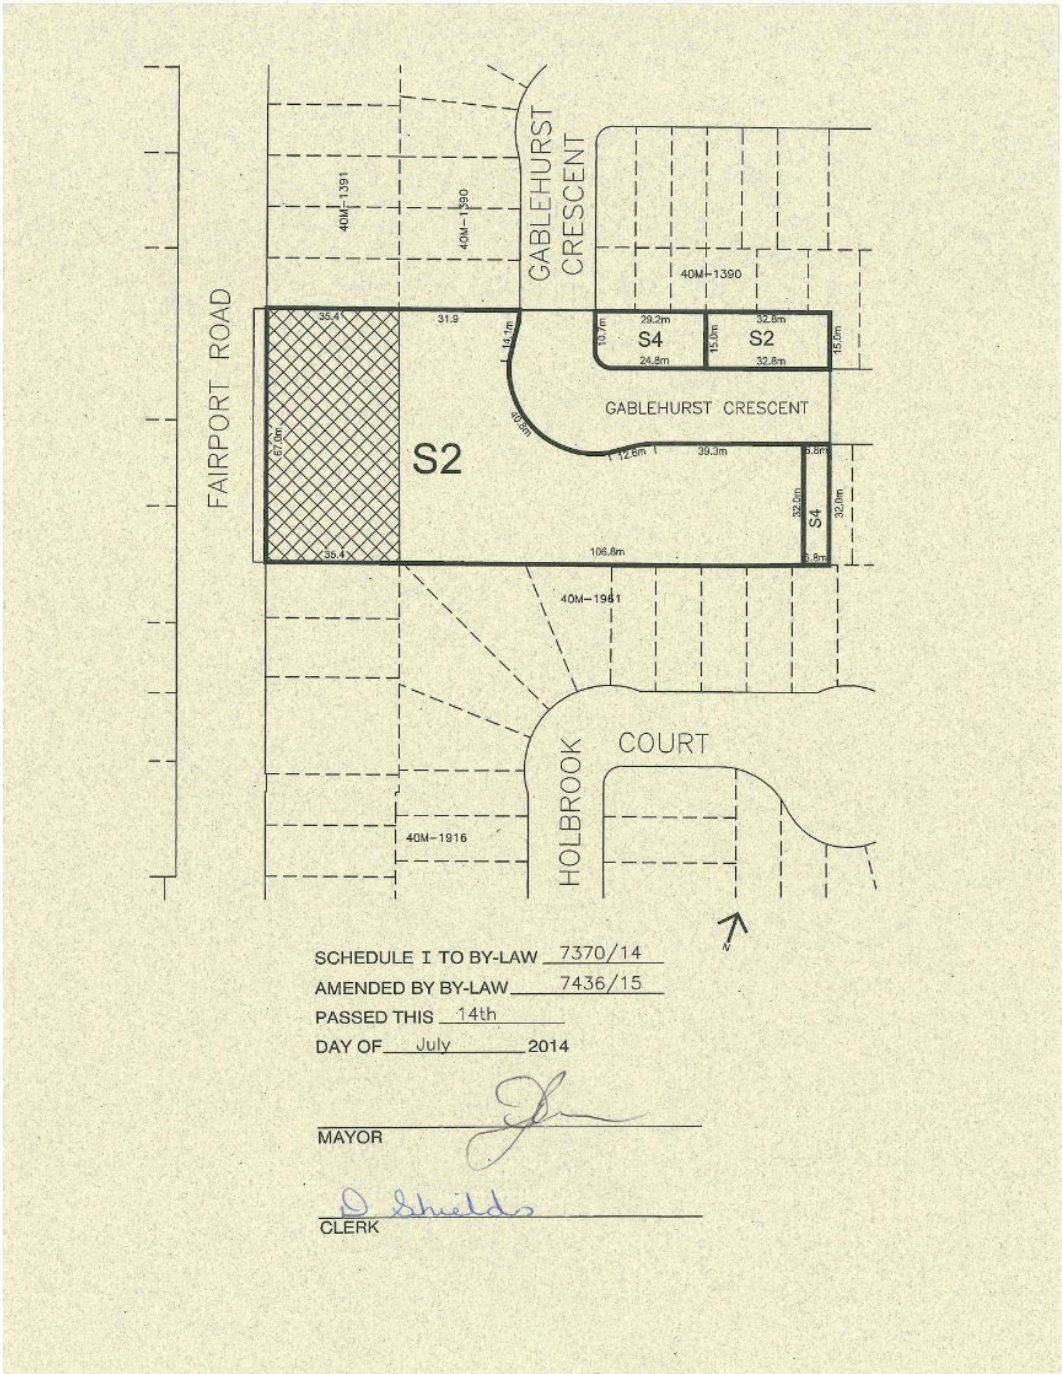 GABLEHURST
CRESCENT
40M-1391
40M-1390
40M-1390
FAIRPORT ROAD
35.4
31.9
14.1m
10.7m
29.2m
S4
24.8m
15.0m
32.8m
S2
32.8m
15.0m
GABLEHURST CRESCENT
67.0m
S2
40.8m
12.6m
39.3m
6.8m
32.0m
S4
32.0m
35.4
106.8m
6.8m
40M-1961
COURT
HOLBROOK
40M-1916
N
SCHEDULE I TO BY-LAW 7370/14
AMENDED BY BY-LAW 7436/15
PASSED THIS 14th
DAY OF July 2014
MAYOR
D Shields
CLERK